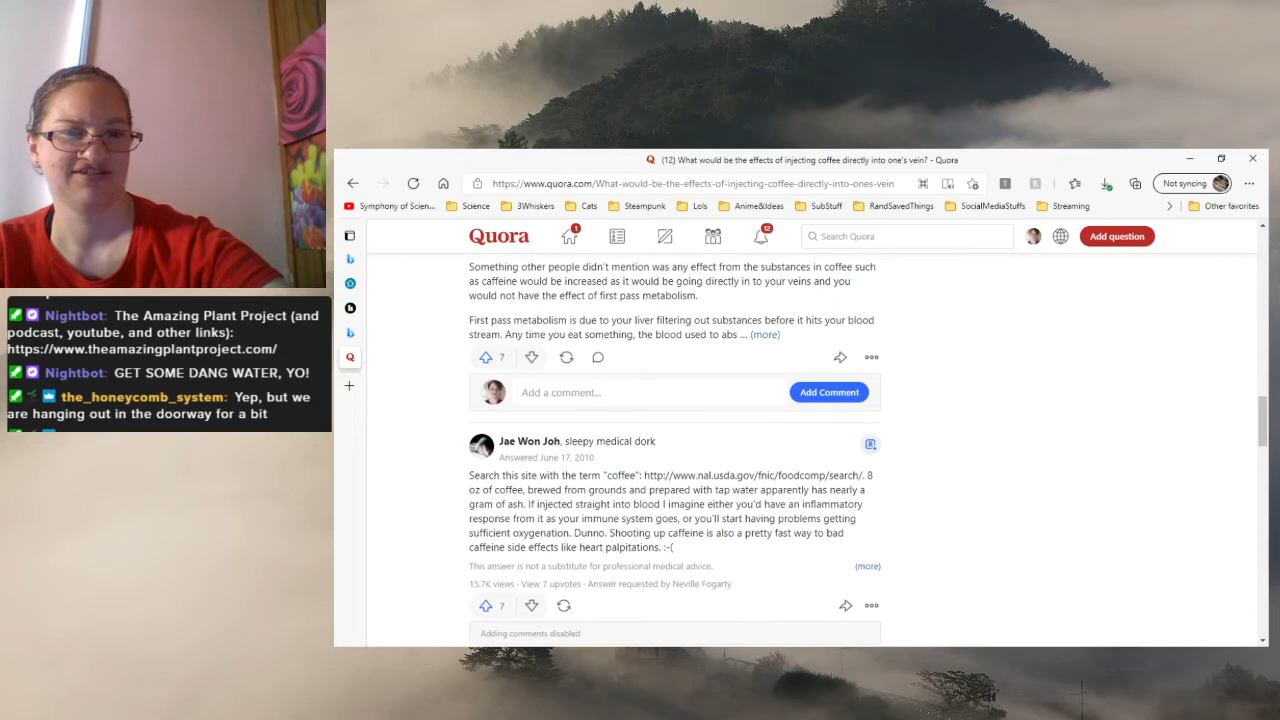 Nightbot: The Amazing Plant Project (and
podcast, youtube, and other links):
https://www.theamazingplantproject.com/
Nightbot: GET SOME DANG WATER, YO!
the_honeycomb_system: Yep, but we
are hanging out in the doorway for a bit
(12) What would be the effects of injecting coffee directly into one's vein? - Quora
https://www.quora.com/What-would-be-the-effects-of-injecting-coffee-directly-into-ones-vein
Not syncing
Symphony of Scien... Science 3Whiskers Cats Steampunk Lols Anime&Ideas SubStuff RandSavedThings SocialMediaStuffs Streaming Other favorites
Quora 1 12 Search Quora Add question
Something other people didn't mention was any effect from the substances in coffee such
as caffeine would be increased as it would be going directly in to your veins and you
would not have the effect of first pass metabolism.
First pass metabolism is due to your liver filtering out substances before it hits your blood
stream. Any time you eat something, the blood used to abs ... (more)
7
Add a comment... Add Comment
Jae Won Joh, sleepy medical dork
Answered June 17, 2010
Search this site with the term "coffee": http://www.nal.usda.gov/fnic/foodcomp/search/. 8
oz of coffee, brewed from grounds and prepared with tap water apparently has nearly a
gram of ash. If injected straight into blood I imagine either you'd have an inflammatory
response from it as your immune system goes, or you'll start having problems getting
sufficient oxygenation. Dunno. Shooting up caffeine is also a pretty fast way to bad
caffeine side effects like heart palpitations. :-(
This answer is not a substitute for professional medical advice. (more)
15.7K views · View 7 upvotes · Answer requested by Neville Fogarty
7
Adding comments disabled